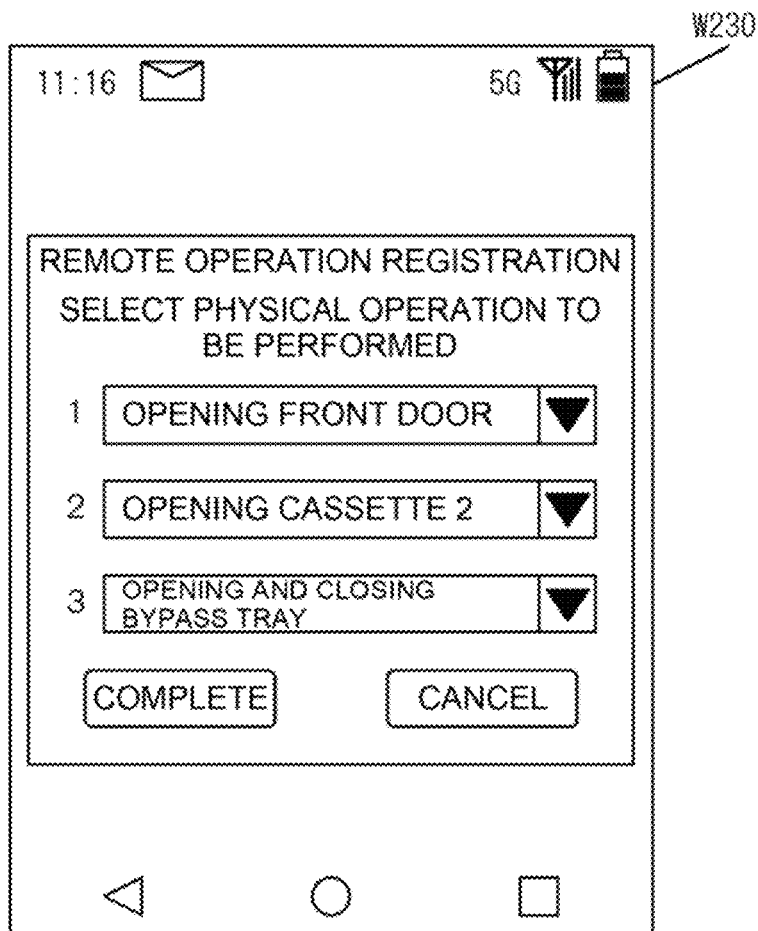 W230
11:16 5G
REMOTE OPERATION REGISTRATION
SELECT PHYSICAL OPERATION TO
BE PERFORMED
1 OPENING FRONT DOOR
2 OPENING CASSETTE 2
3 OPENING AND CLOSING
BYPASS TRAY
COMPLETE CANCEL